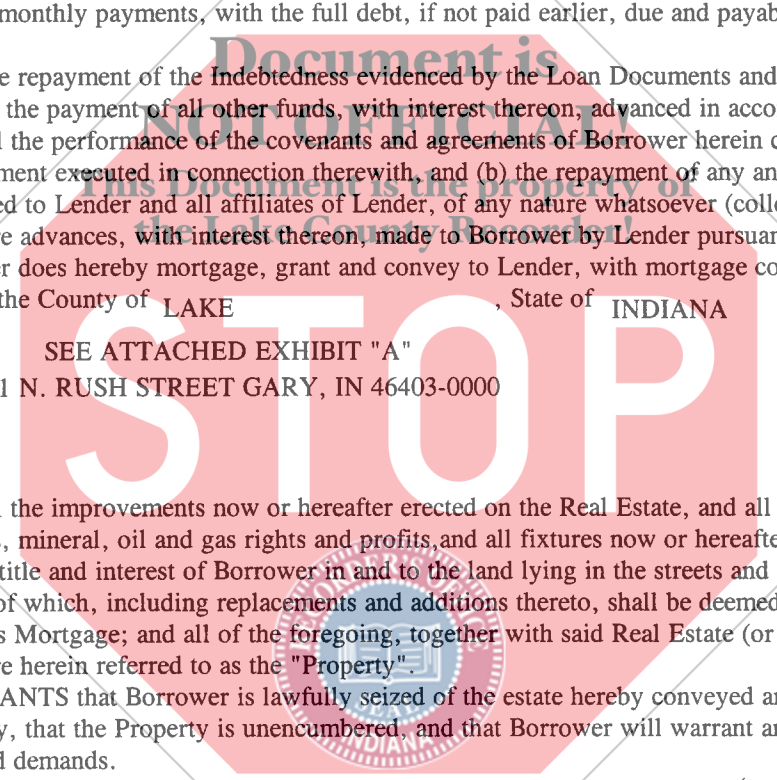 monthly payments, with the full debt, if not paid earlier, due and payab
Document is
e repayment of the Indebtedness evidenced by the Loan Documents and
the payment of all other funds, with interest thereon, advanced in acco
NOT OFFICIAL!
l the performance of the covenants and agreements of Borrower herein c
ment executed in connection therewith, and (b) the repayment of any an
This Document is the property of
ed to Lender and all affiliates of Lender, of any nature whatsoever (colle
the Lake County Recorder!
re advances, with interest thereon, made to Borrower by Lender pursuan
er does hereby mortgage, grant and convey to Lender, with mortgage co
the County of LAKE , State of INDIANA
SEE ATTACHED EXHIBIT "A"
1 N. RUSH STREET GARY, IN 46403-0000
STOP
l the improvements now or hereafter erected on the Real Estate, and all
, mineral, oil and gas rights and profits,and all fixtures now or hereafte
title and interest of Borrower in and to the land lying in the streets and
of which, including replacements and additions thereto, shall be deemed
s Mortgage; and all of the foregoing, together with said Real Estate (or
re herein referred to as the "Property".
ANTS that Borrower is lawfully seized of the estate hereby conveyed an
y, that the Property is unencumbered, and that Borrower will warrant an
d demands.
RECORDER'S OFFICE
SEAL
INDIANA